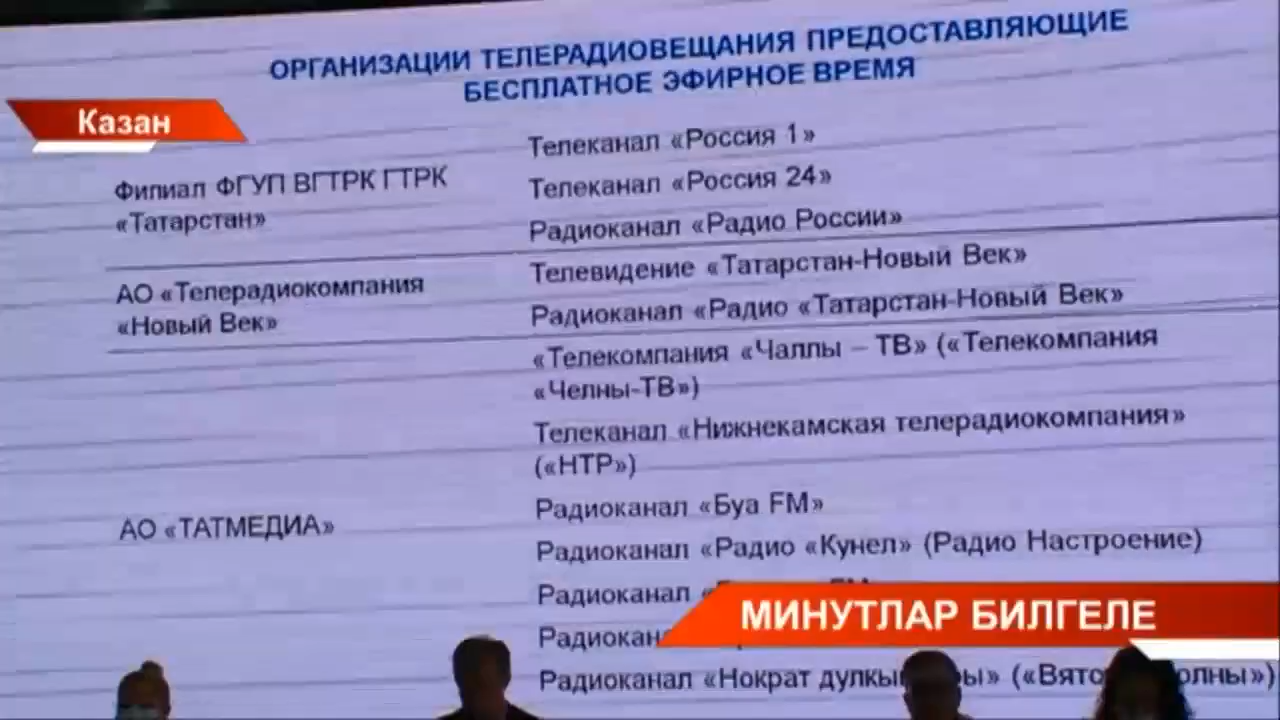 ОРГАНИЗАЦИИ ТЕЛЕРАДИОВЕЩАНИЯ ПРЕДОСТАВЛЯЮЩИЕ
БЕСПЛАТНОЕ ЭФИРНОЕ ВРЕМЯ
Казан
Филиал ФГУП ВГТРК ГТРК
«Татарстан»
Телеканал «Россия 1»
Телеканал «Россия 24»
Радиоканал «Радио России»
АО «Телерадиокомпания
«Новый Век»
Телевидение «Татарстан-Новый Век»
Радиоканал «Радио «Татарстан-Новый Век»
АО «ТАТМЕДИА»
«Телекомпания «Чаллы – ТВ» («Телекомпания
«Челны-ТВ»)
Телеканал «Нижнекамская телерадиокомпания»
(«НТР»)
Радиоканал «Буа FM»
Радиоканал «Радио «Кунел» (Радио Настроение)
Радиоканал
Радиоканал «Нократ
МИНУТЛАР БИЛГЕЛЕ